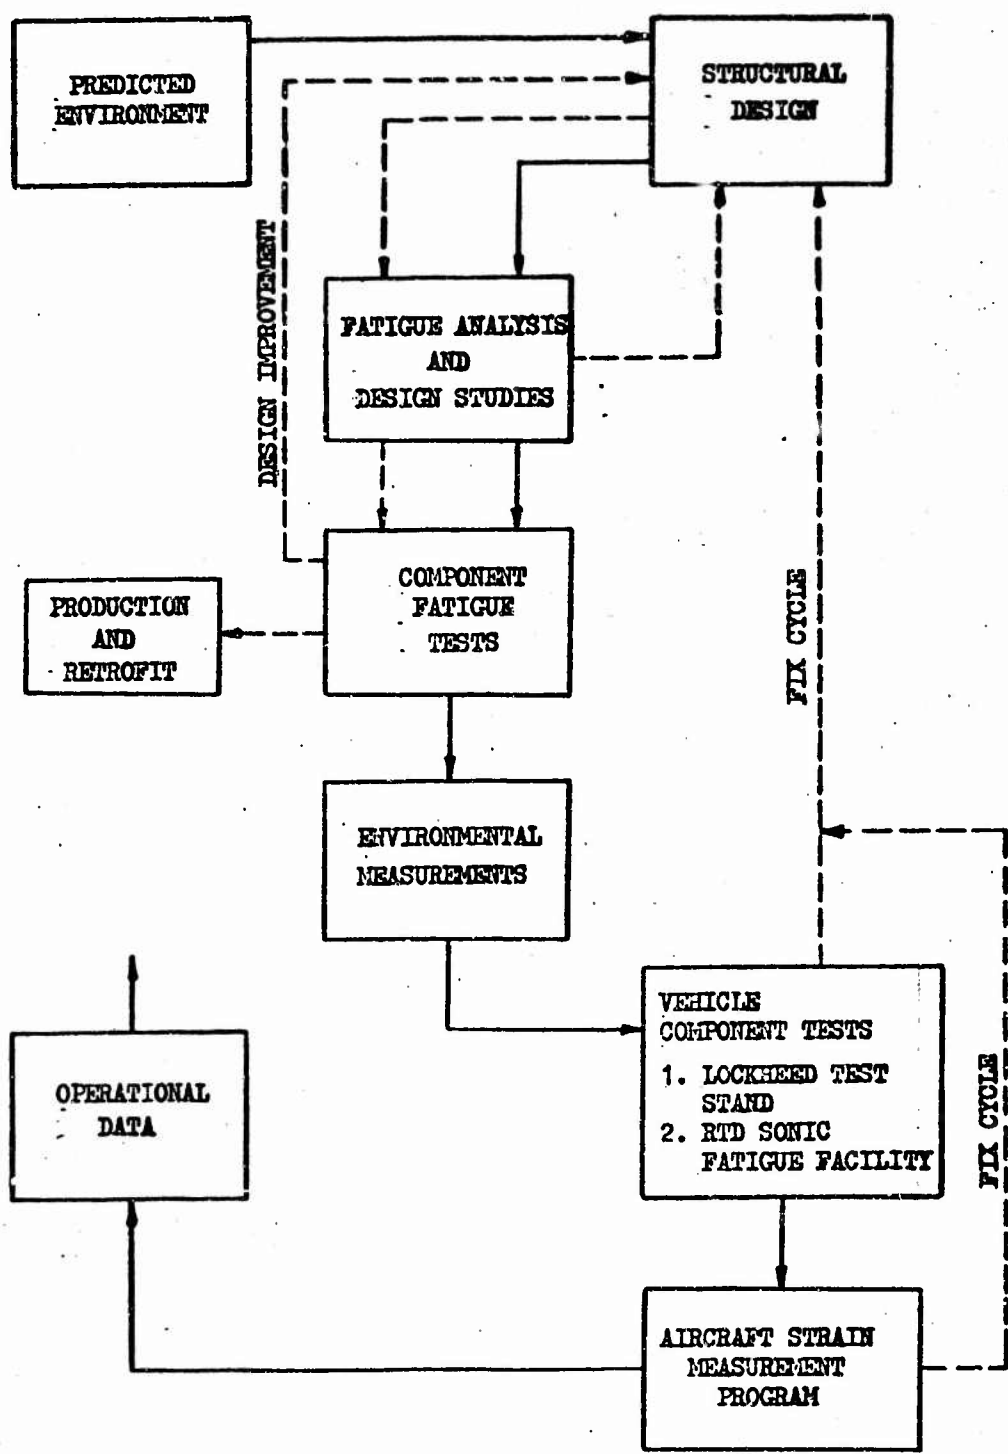 PREDICTED
ENVIRONMENT
STRUCTURAL
DESIGN
DESIGN IMPROVEMENT
FATIGUE ANALYSIS
AND
DESIGN STUDIES
COMPONENT
FATIGUE
TESTS
PRODUCTION
AND
RETROFIT
FIX CYCLE
ENVIRONMENTAL
MEASUREMENTS
VEHICLE
COMPONENT TESTS
1. LOCKHEED TEST
STAND
2. RTD SONIC
FATIGUE FACILITY
FIX CYCLE
OPERATIONAL
DATA
AIRCRAFT STRAIN
MEASUREMENT
PROGRAM